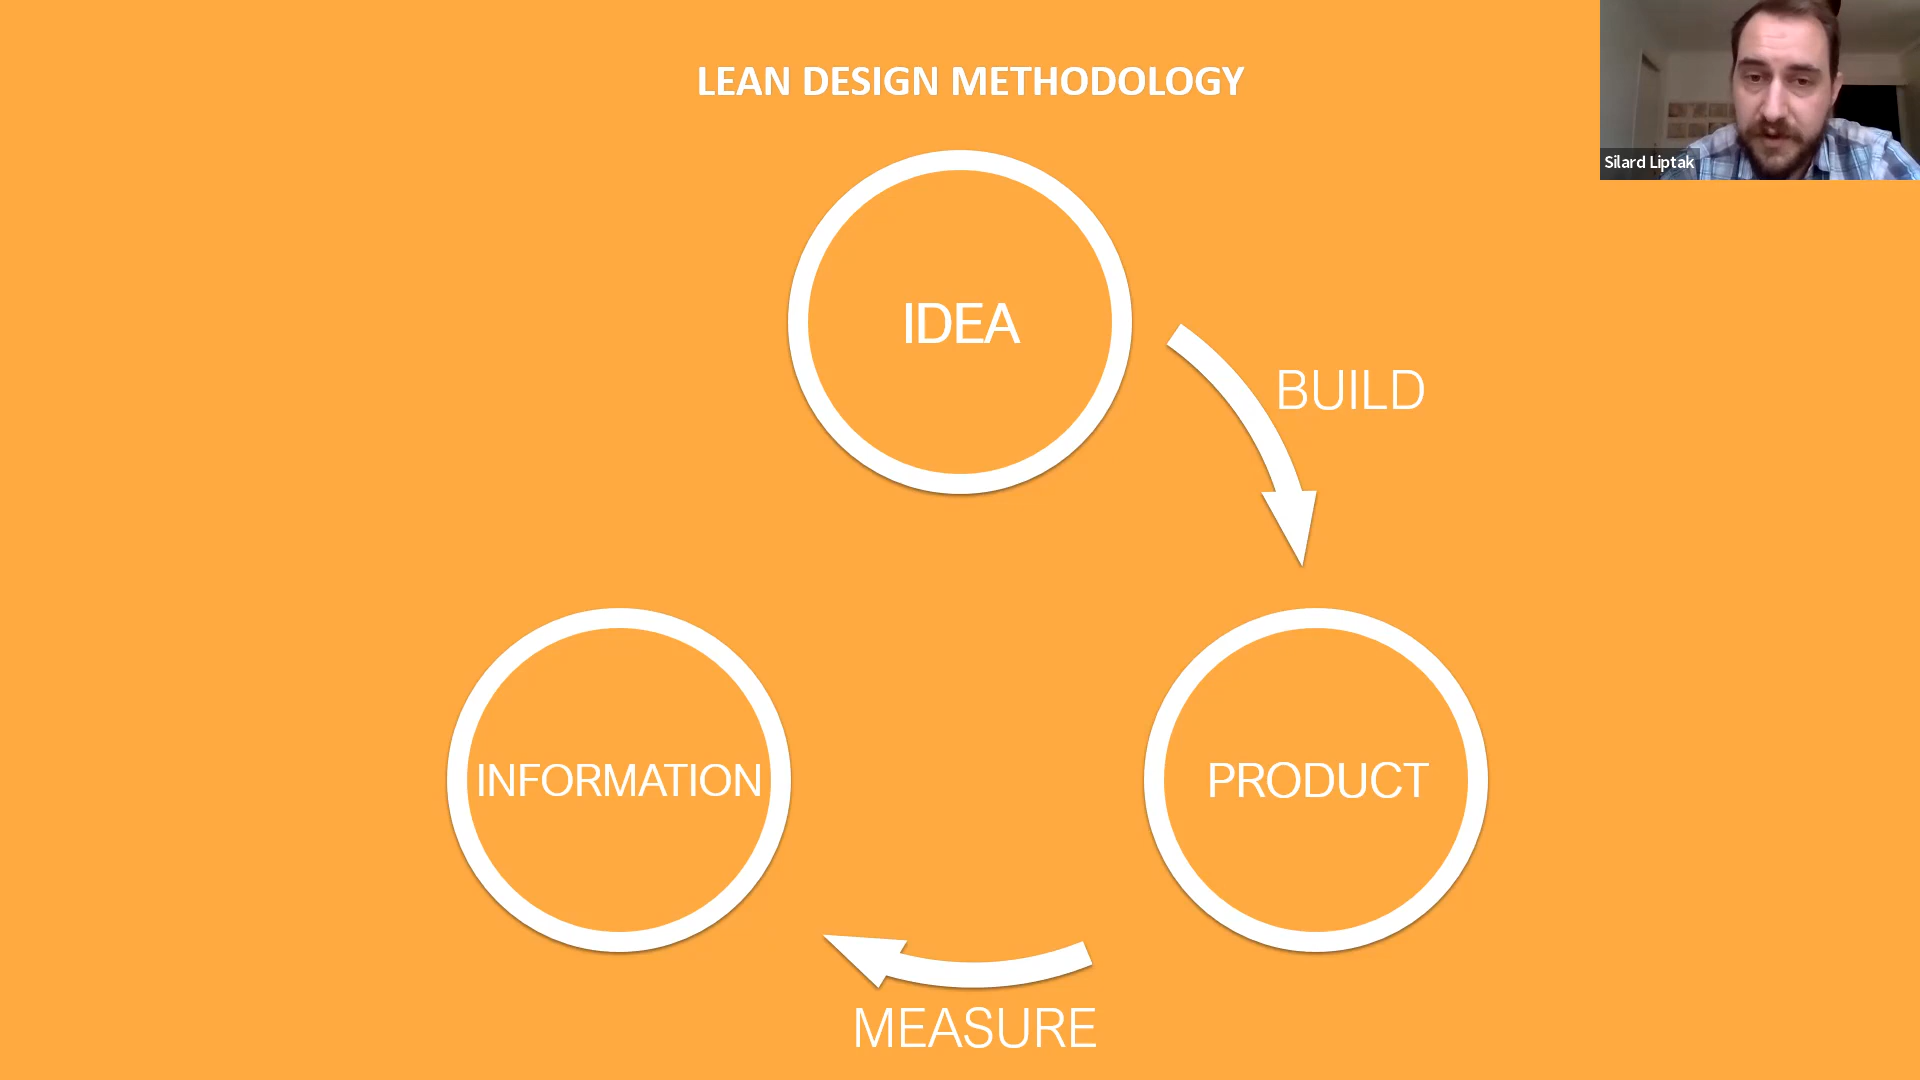 LEAN DESIGN METHODOLOGY
Silard Liptak
IDEA
BUILD
INFORMATION
PRODUCT
MEASURE